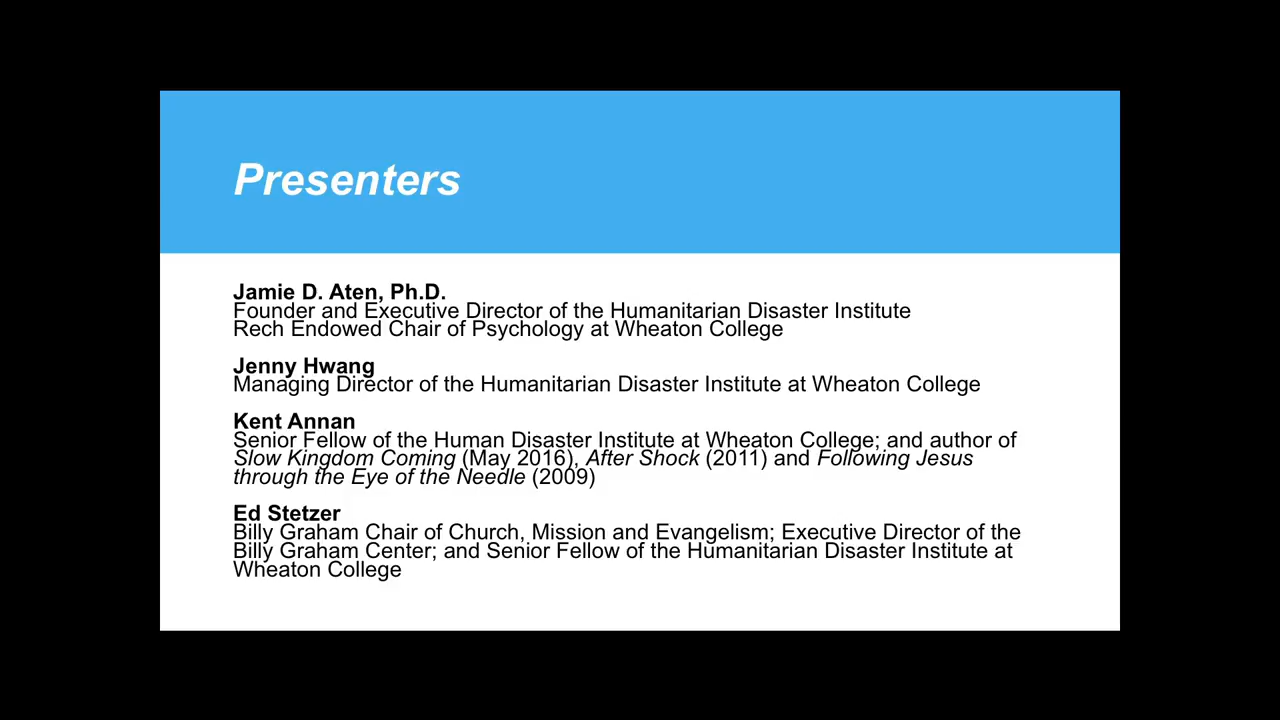 Presenters
Jamie D. Aten, Ph.D.
Founder and Executive Director of the Humanitarian Disaster Institute
Rech Endowed Chair of Psychology at Wheaton College
Jenny Hwang
Managing Director of the Humanitarian Disaster Institute at Wheaton College
Kent Annan
Senior Fellow of the Human Disaster Institute at Wheaton College; and author of
Slow Kingdom Coming (May 2016), After Shock (2011) and Following Jesus
through the Eye of the Needle (2009)
Ed Stetzer
Billy Graham Chair of Church, Mission and Evangelism; Executive Director of the
Billy Graham Center; and Senior Fellow of the Humanitarian Disaster Institute at
Wheaton College